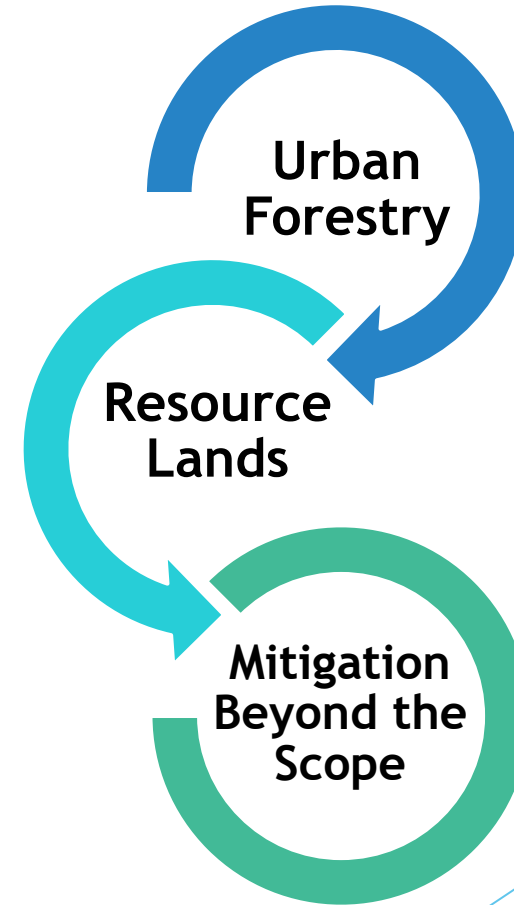 Urban
Forestry
Resource
Lands
Mitigation
Beyond the
Scope